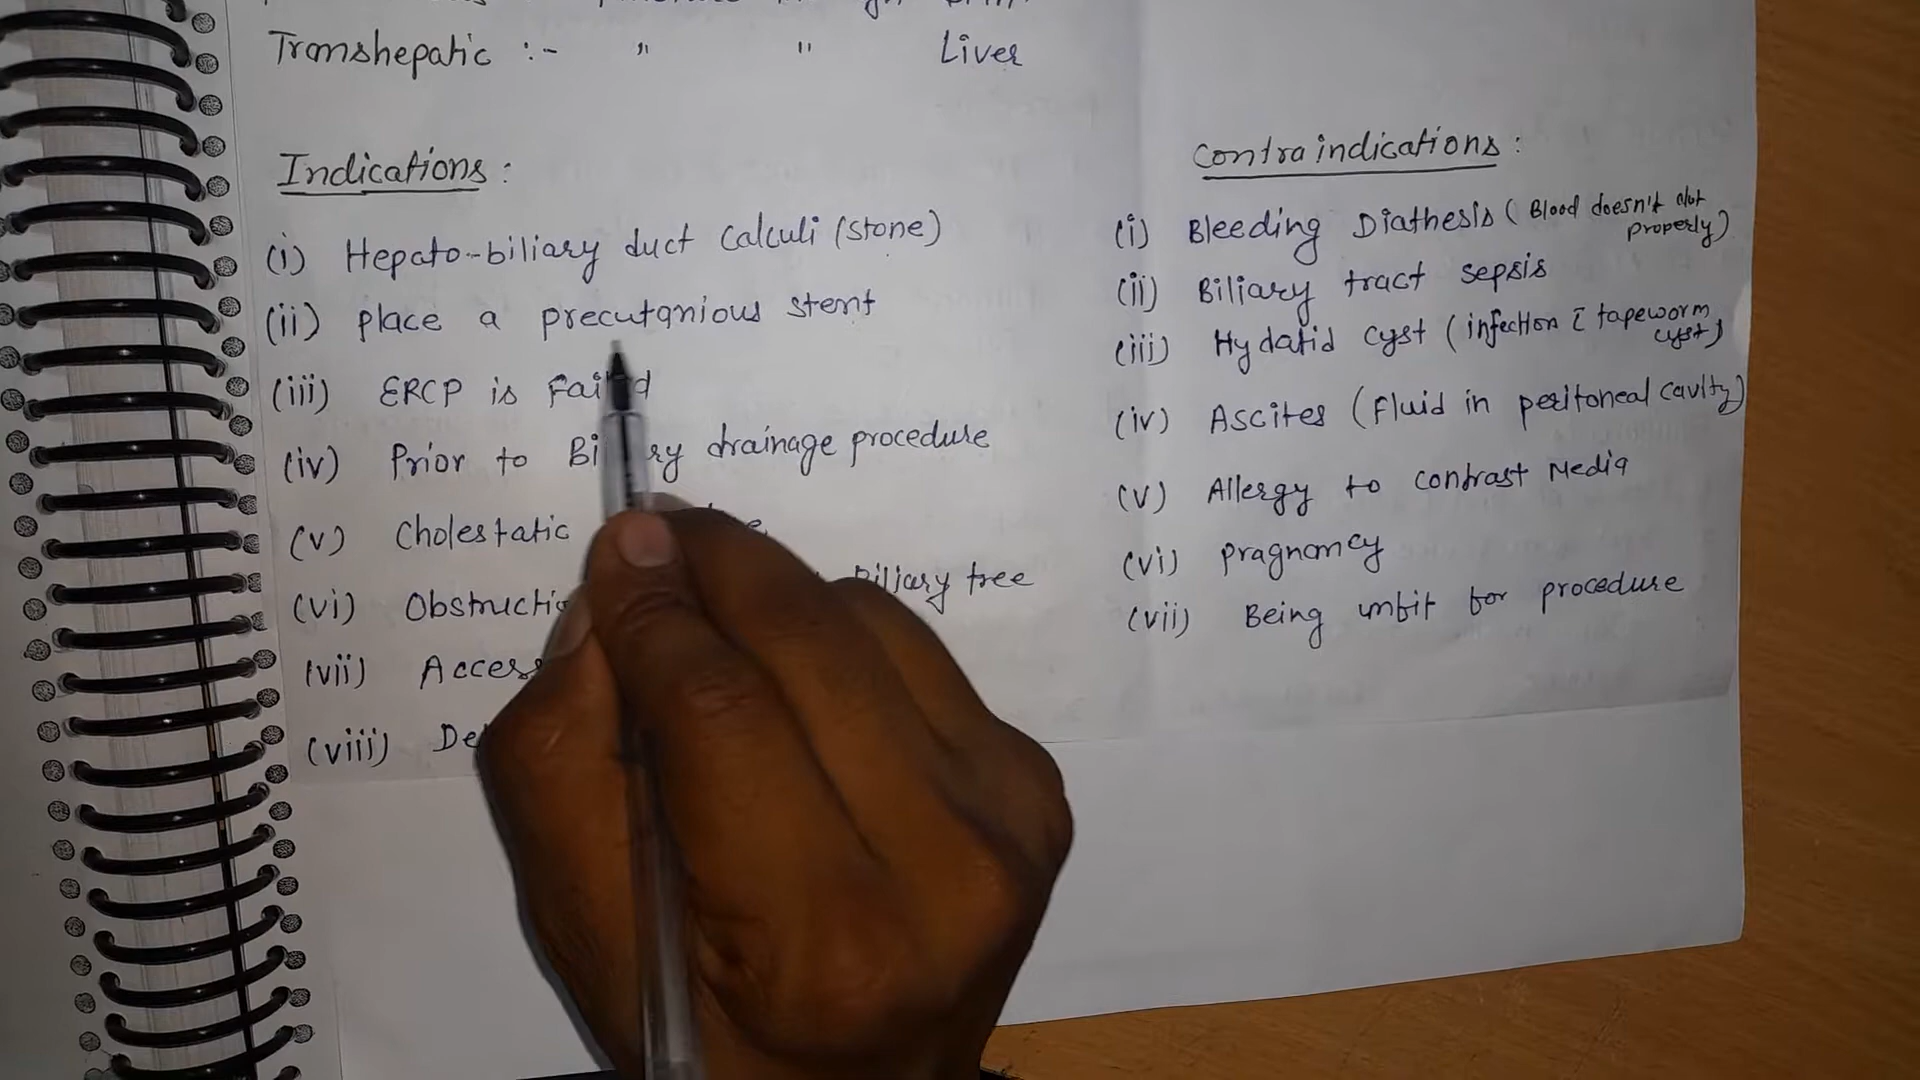 Transhepatic :- " " Liver
Indications :
(i) Hepato-biliary duct calculi (stone)
(ii) place a precutanious stent
(iii) ERCP is
(iv) Prior to drainage procedure
(v) Cholestatic
(vi) Biliary tree
(vii)
(viii)
Contraindications :
(i) Bleeding Diathesis (Blood doesn't clot
properly)
(ii) Biliary tract sepsis
(iii) Hydatid cyst (infection I tapeworm
cyst)
(iv) Ascites (Fluid in peritoneal cavity)
(v) Allergy to contrast Media
(vi) pragnancy
(vii) Being unfit for procedure